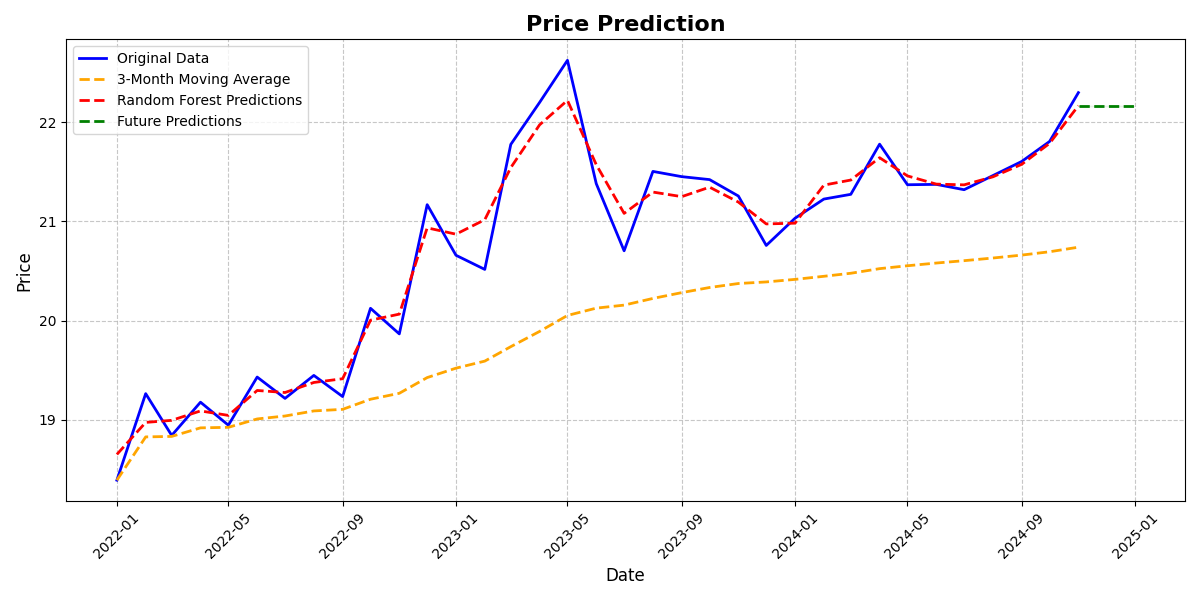 Price Prediction
Original Data
3-Month Moving Average
Random Forest Predictions
Future Predictions
Price
22
21
20
19
2022-01
2022-05
2022-09
2023-01
2023-05
2023-09
2024-01
2024-05
2024-09
2025-01
Date